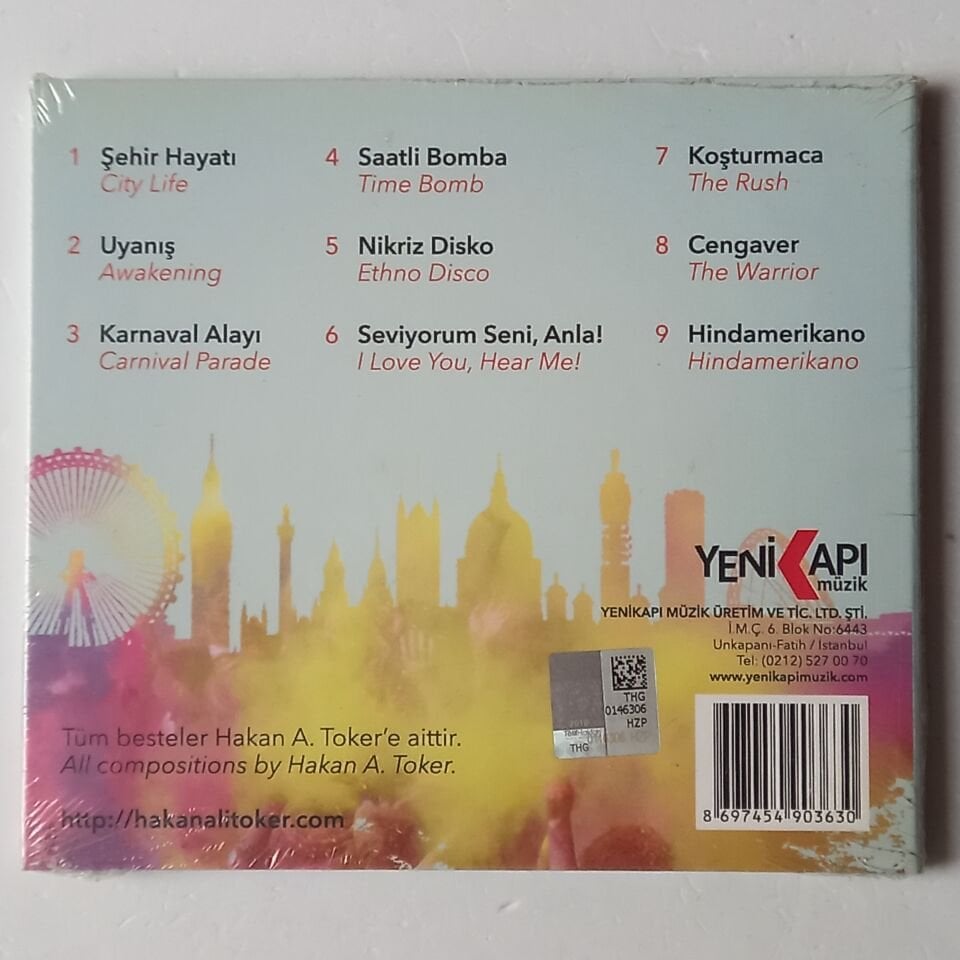 1 Şehir Hayatı
City Life
2 Uyanış
Awakening
3 Karnaval Alayı
Carnival Parade
4 Saatli Bomba
Time Bomb
5 Nikriz Disko
Ethno Disco
6 Seviyorum Seni, Anla!
I Love You, Hear Me!
7 Koşturmaca
The Rush
8 Cengaver
The Warrior
9 Hindamerikano
Hindamerikano
YENİKAPI
müzik
YENİKAPI MÜZİK ÜRETİM VE TİC. LTD. ŞTİ.
İ.M.Ç. 6. Blok No:6443
Unkapanı-Fatih / İstanbul
Tel: (0212) 527 00 70
www.yenikapimuzik.com
THG
0146306
HZP
THG
Tüm besteler Hakan A. Toker'e aittir.
All compositions by Hakan A. Toker.
http://hakanalitoker.com
8 697454 903630